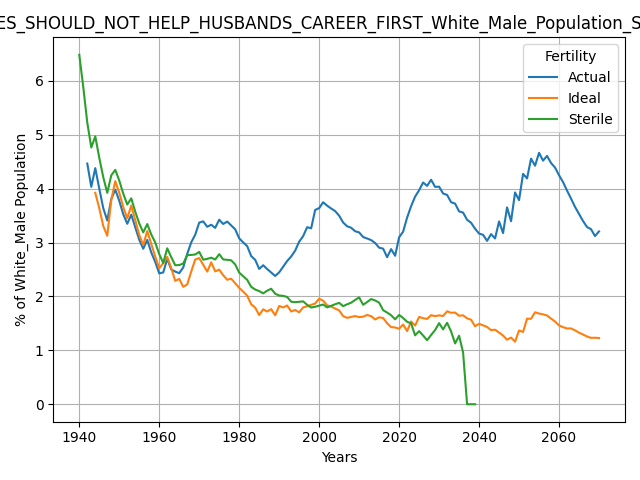 ES_SHOULD_NOT_HELP_HUSBANDS_CAREER_FIRST_White_Male_Population_S
Fertility
Actual
Ideal
Sterile
% of White_Male Population
6
5
4
3
2
1
0
1940 1960 1980 2000 2020 2040 2060
Years